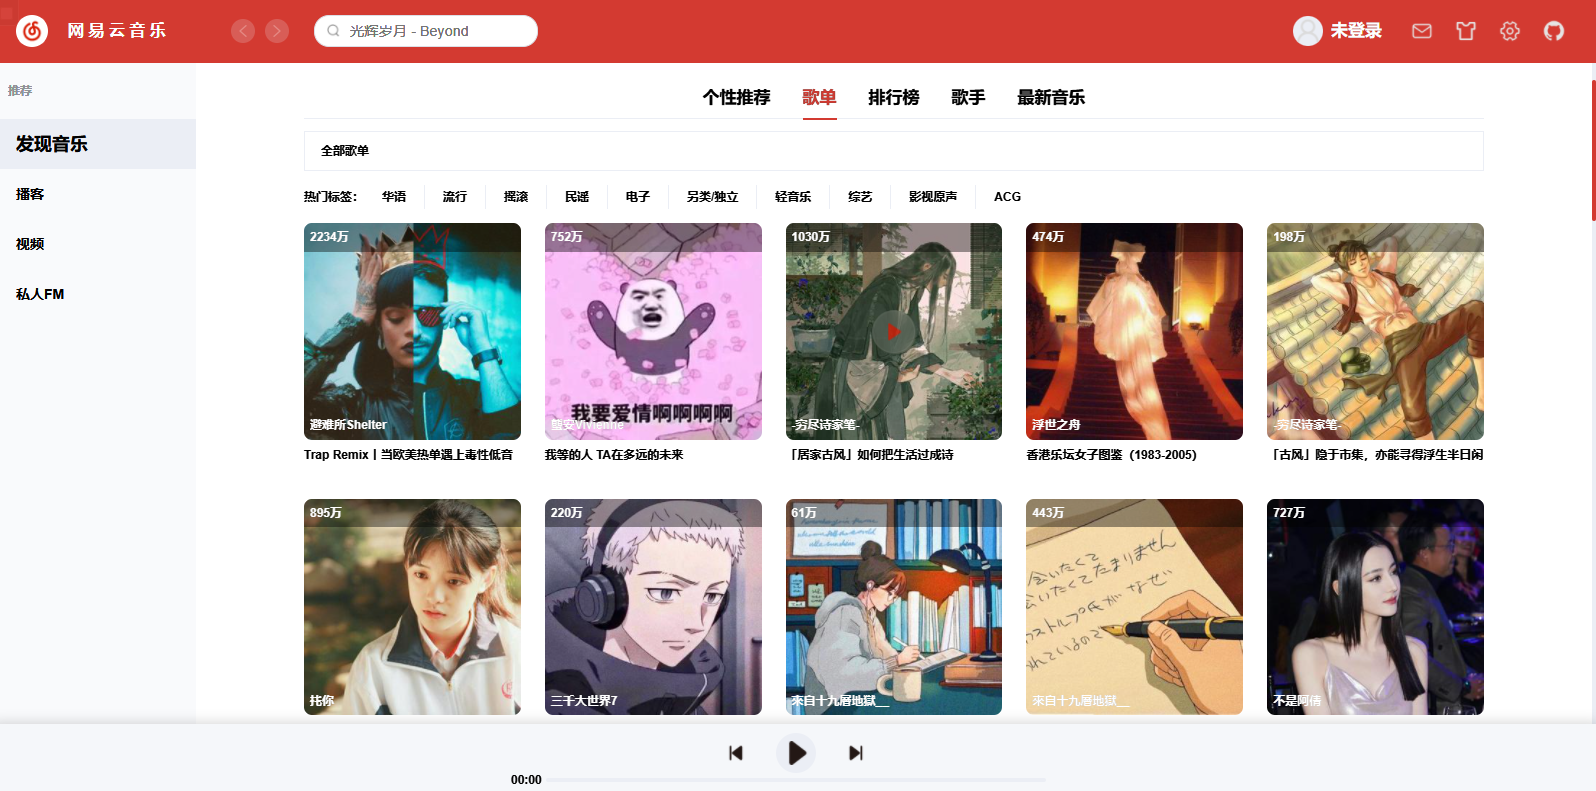 网易云音乐
光辉岁月 - Beyond
未登录
推荐
发现音乐
播客
视频
私人FM
个性推荐 歌单 排行榜 歌手 最新音乐
全部歌单
热门标签： 华语 流行 摇滚 民谣 电子 另类/独立 轻音乐 综艺 影视原声 ACG
2234万
避难所Shelter
Trap Remix丨当欧美热单遇上毒性低音
752万
我要爱情啊啊啊啊
Vivienne
我等的人 TA在多远的未来
1030万
-穷尽诗家笔-
「居家古风」如何把生活过成诗
474万
浮世之舟
香港乐坛女子图鉴（1983-2005）
198万
-穷尽诗家笔-
「古风」隐于市集，亦能寻得浮生半日闲
895万
220万
三千大世界7
61万
來自十九層地獄__
443万
会いたくて
会いたくてたまりません
なぜ
來自十九層地獄__
727万
不是阿倩
00:00